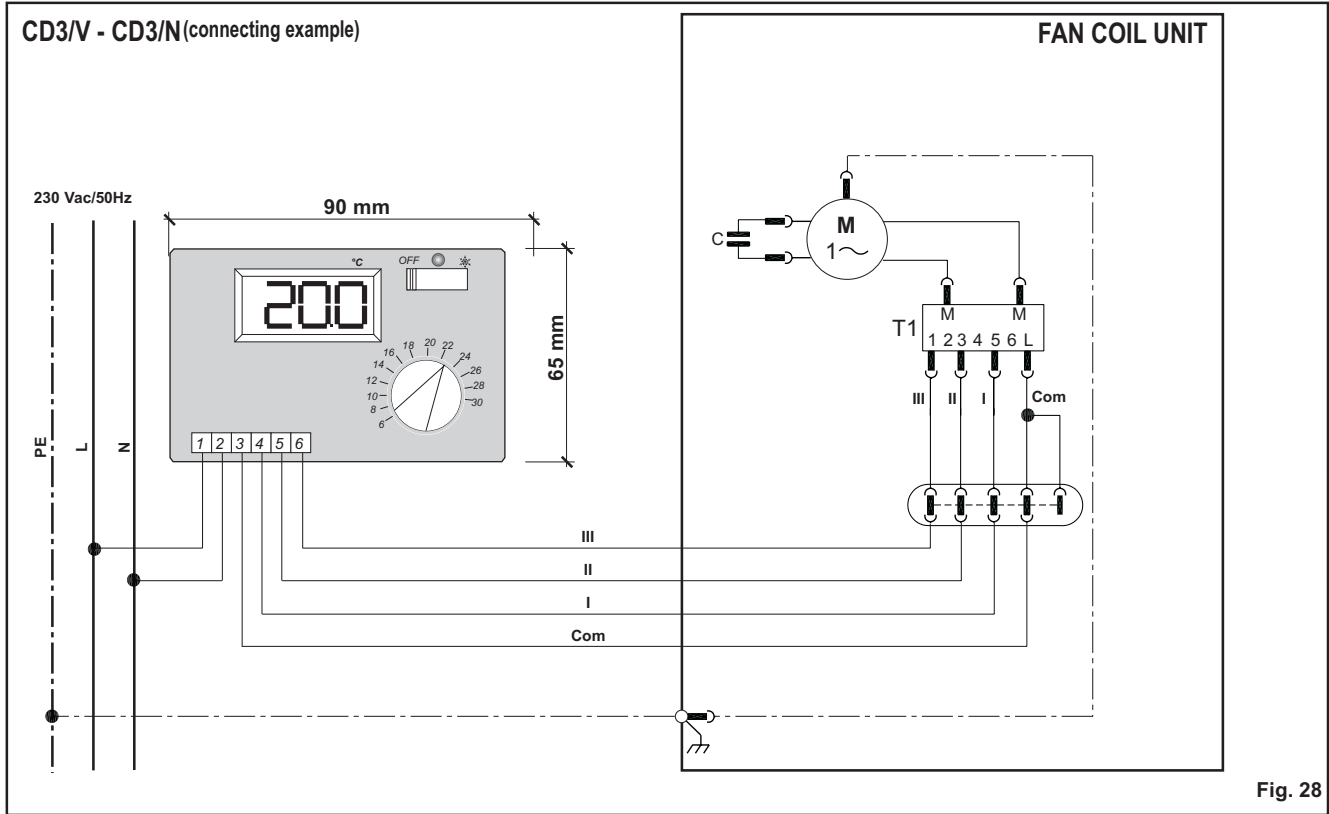 CD3/V - CD3/N (connecting example)
FAN COIL UNIT
230 Vac/50Hz
90 mm
65 mm
°C
OFF
20.0
6
8
10
12
14
16
18
20
22
24
26
28
30
1 2 3 4 5 6
PE
L
N
C
M
1~
M M
T1
1 2 3 4 5 6 L
III II I Com
III
II
I
Com
Fig. 28